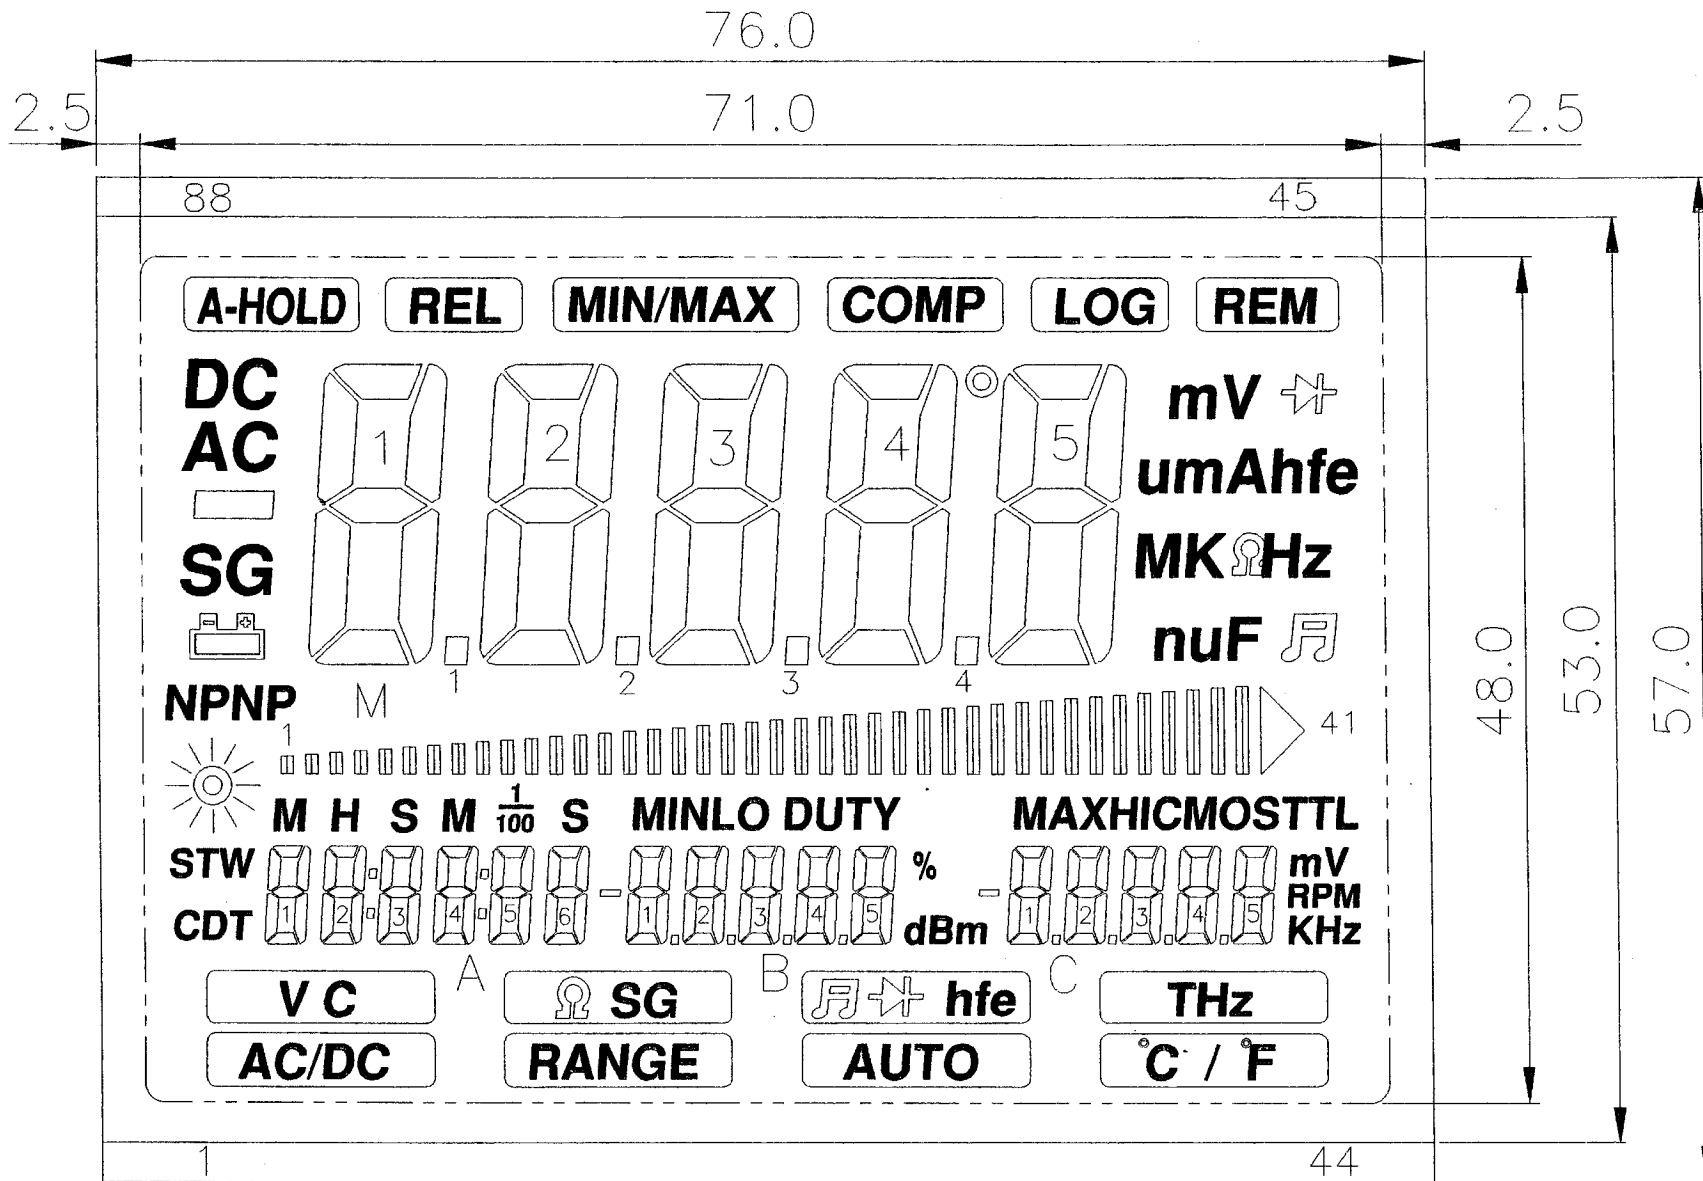 76.0
2.5 71.0 2.5
88 45
A-HOLD REL MIN/MAX COMP LOG REM
DC mV
1 2 3 4 5
AC umAhfe
SG MKΩHz
- +
nuF
1 2 3 4
NPNP M
1 41
48.0 53.0 57.0
M H S M 1/100 S MINLO DUTY MAXHICMOSTTL
STW % mV
RPM
1 2 3 4 5 6 1 2 3 4 5 1 2 3 4 5
CDT dBm KHz
A B C
V C Ω SG hfe THz
AC/DC RANGE AUTO °C / °F
1 44